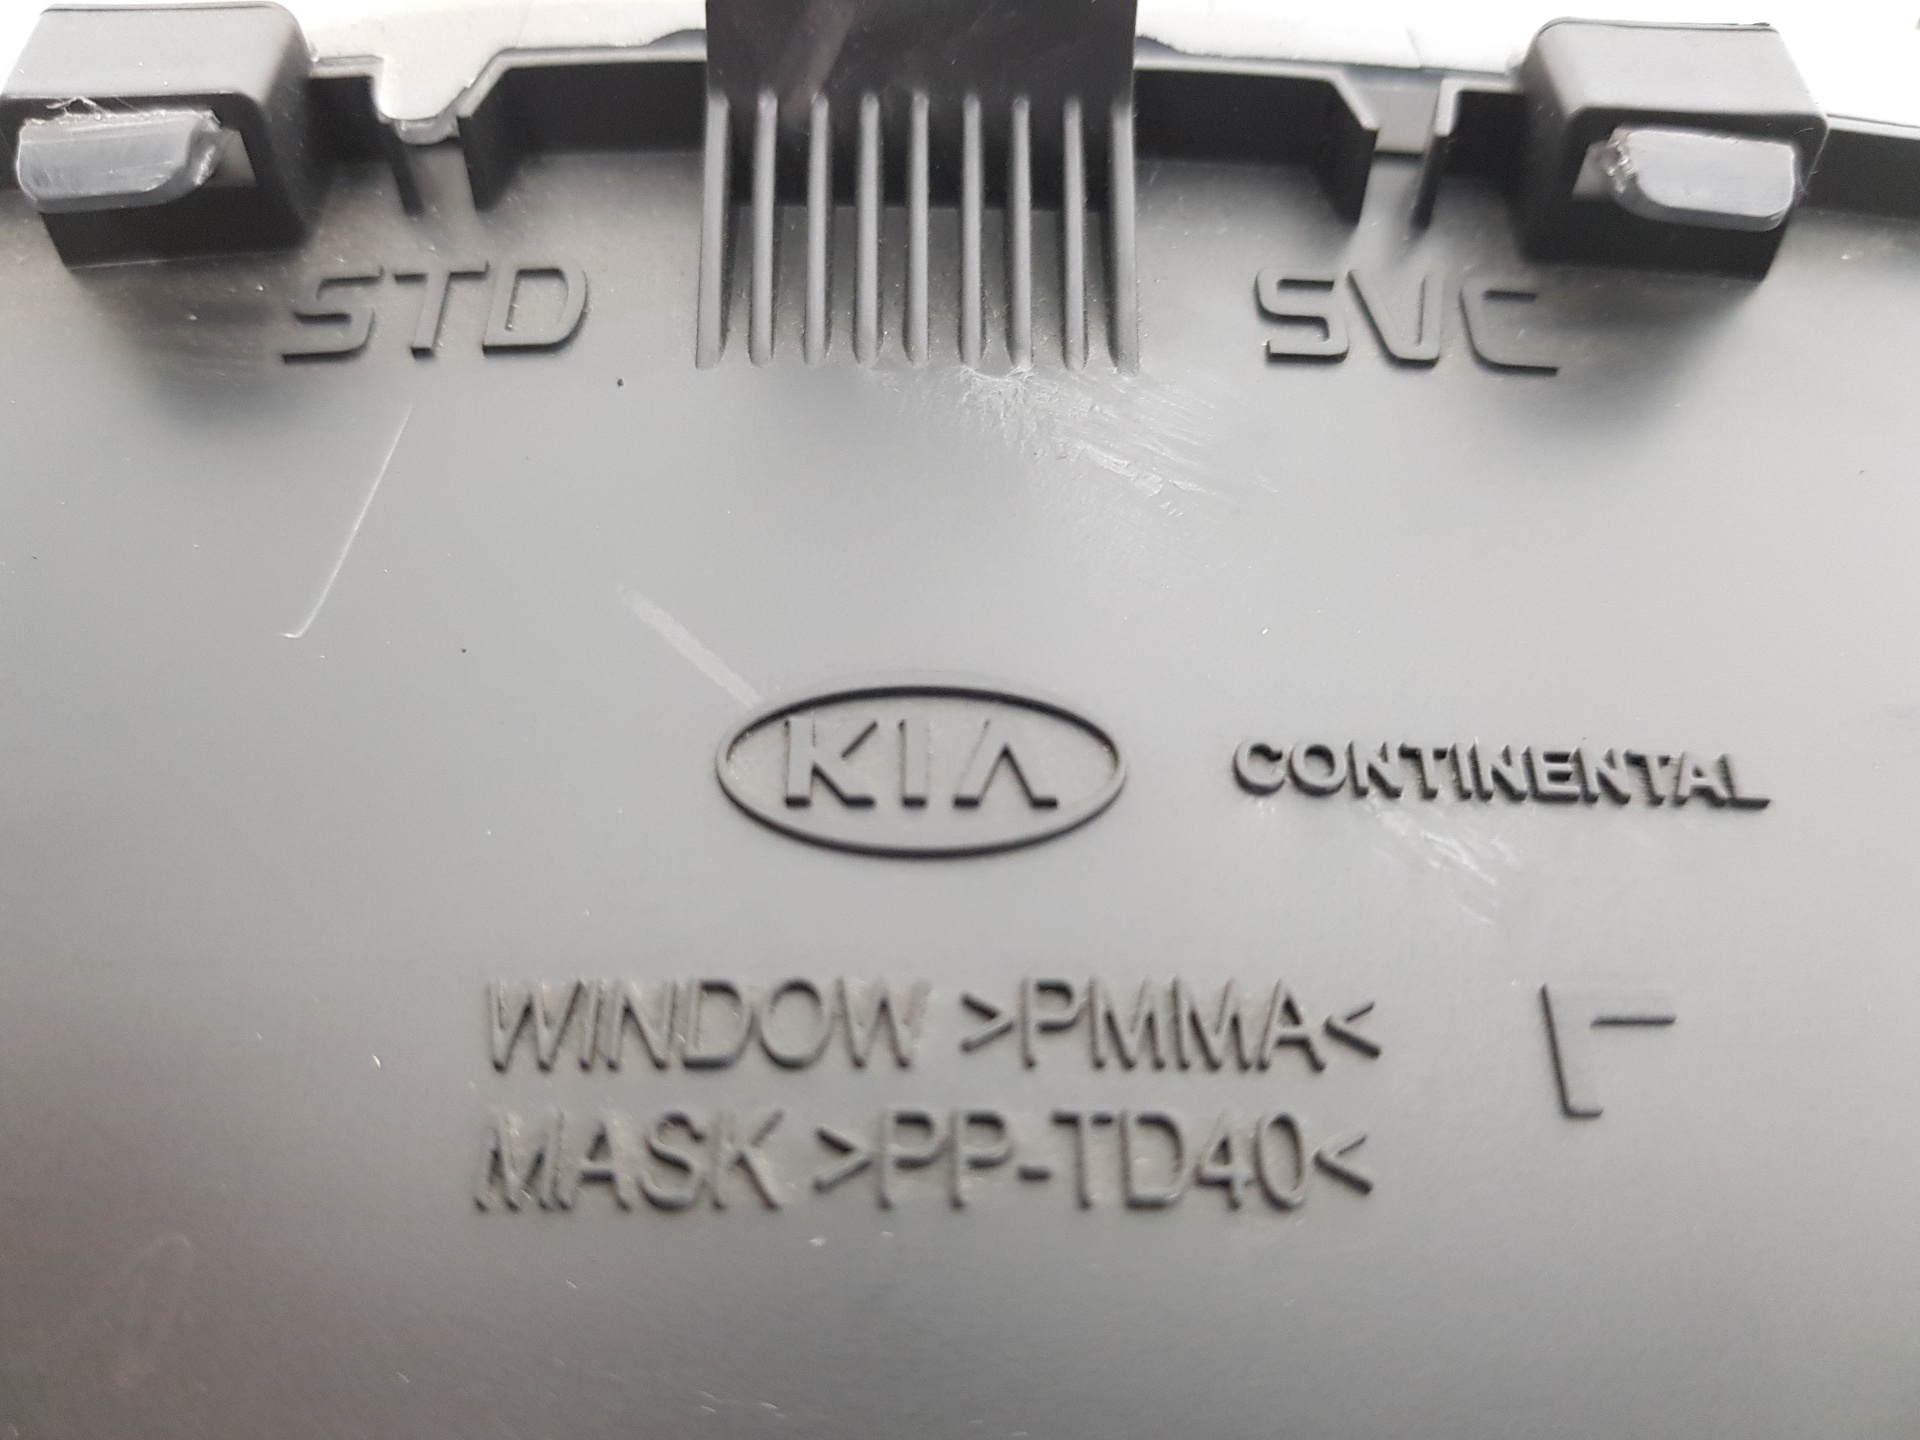 STD
SVC
KIA
CONTINENTAL
WINDOW >PMMA<
MASK >PP-TD40<